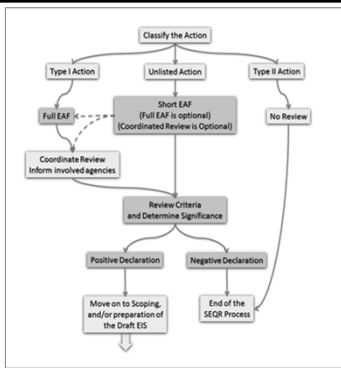 Classify the Action
Type I Action
Unlisted Action
Type II Action
Full EAF
Short EAF
(Full EAF is optional)
(Coordinated Review is Optional)
No Review
Coordinate Review
Inform involved agencies
Review Criteria
and Determine Significance
Positive Declaration
Negative Declaration
Move on to Scoping,
and/or preparation of
the Draft EIS
End of the
SEQR Process